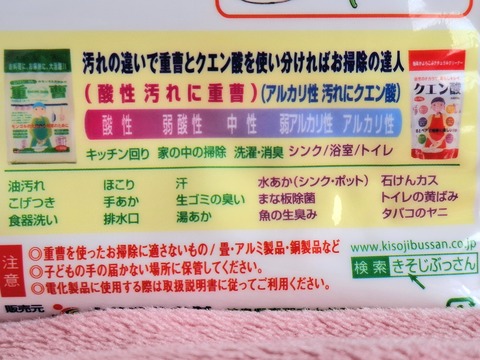 汚れの違いで重曹とクエン酸を使い分ければお掃除の達人
(酸性 汚れに重曹)(アルカリ性 汚れにクエン酸)
重曹
クエン酸
酸性 弱酸性 中性 弱アルカリ性 アルカリ性
キッチン回り 家の中の掃除 洗濯・消臭 シンク/浴室/トイレ
油汚れ ほこり 汗 水あか(シンク・ポット) 石けんカス
こげつき 手あか 生ゴミの臭い まな板除菌 トイレの黄ばみ
食器洗い 排水口 湯あか 魚の生臭み タバコのヤニ
注意
◎重曹を使ったお掃除に適さないもの/畳・アルミ製品・銅製品など
◎子どもの手の届かない場所に保管してください。
◎電化製品に使用する際は取扱説明書に従ってご利用ください。
www.kisojibussan.co.jp
検索 きそじぶっさん
販売元